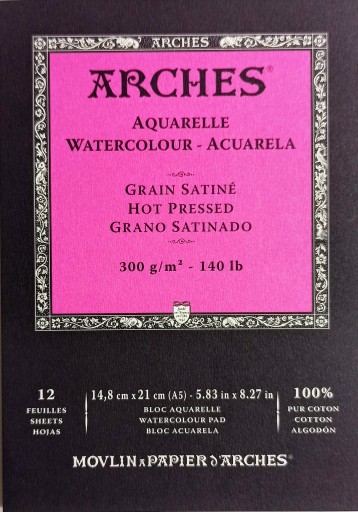 ARCHES
ARCHES®
AQUARELLE
WATERCOLOUR - ACUARELA
GRAIN SATINÉ
HOT PRESSED
GRANO SATINADO
300 g/m² - 140 lb
12
FEUILLES
SHEETS
HOJAS
14,8 cm x 21 cm (A5) - 5.83 in x 8.27 in
BLOC AQUARELLE
WATERCOLOUR PAD
BLOC ACUARELA
100%
PUR COTON
COTTON
ALGODÓN
MOVLIN A PAPIER D'ARCHES®